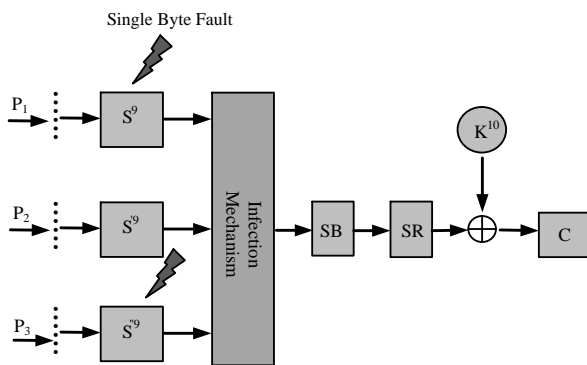 Single Byte Fault
P1
S9
K10
P2
S'9
Infection
Mechanism
SB
SR
C
P3
S"9